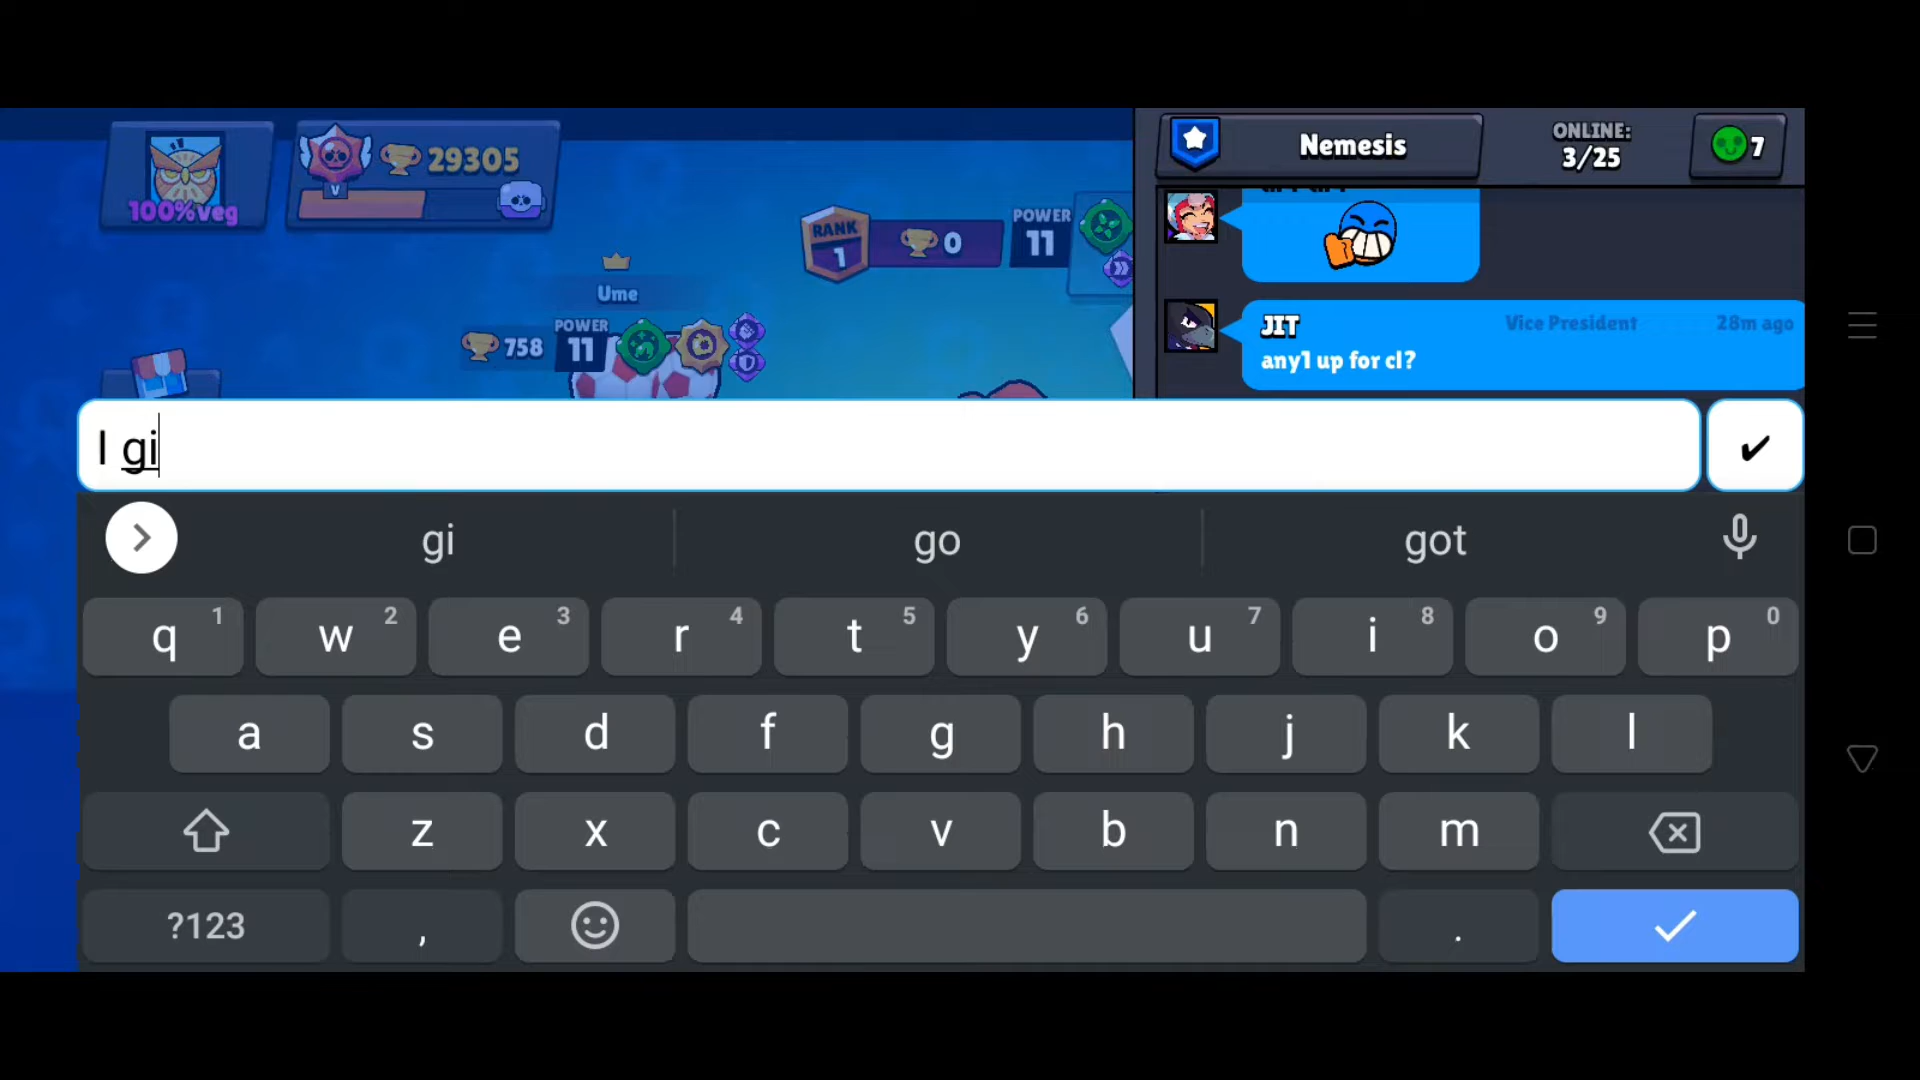 100%veg
V
29305
RANK
1
0
POWER
11
Ume
758
POWER
11
Nemesis
ONLINE:
3/25
7
JIT Vice President 28m ago
any1 up for cl?
I gi
✔
gi go got
q 1 w 2 e 3 r 4 t 5 y 6 u 7 i 8 o 9 p 0
a s d f g h j k l
z x c v b n m
?123 , .